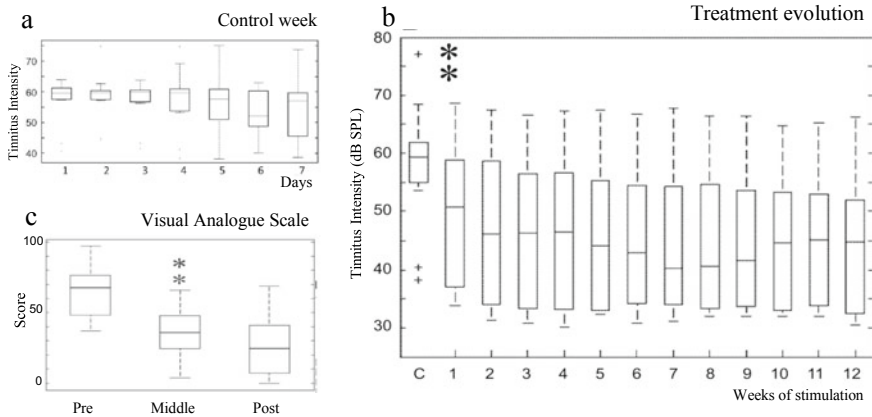 a Control week
Tinnitus Intensity
70
60
50
40
1 2 3 4 5 6 7
Days
b Treatment evolution
Tinnitus Intensity (dB SPL)
80
70
60
50
40
30
**
C 1 2 3 4 5 6 7 8 9 10 11 12
Weeks of stimulation
c Visual Analogue Scale
Score
100
50
0
**
Pre Middle Post